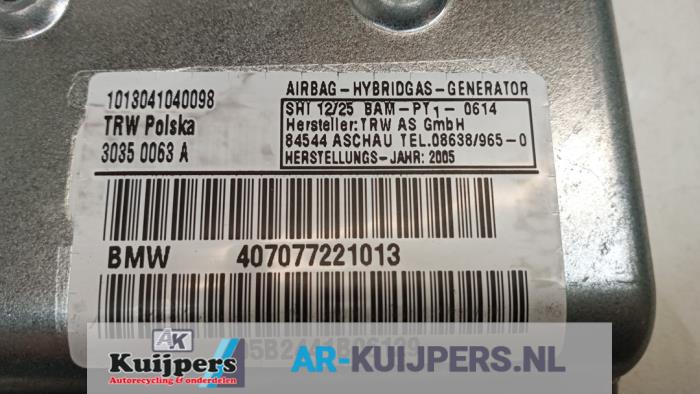 1013041040098
TRW Polska
3035 0063 A
AIRBAG-HYBRIDGAS-GENERATOR
SHI 12/25 BAM-PT1-0614
Hersteller: TRW AS GmbH
84544 ASCHAU TEL.08638/965-0
HERSTELLUNGS-JAHR: 2005
BMW 407077221013
AK
Kuijpers
Autorecycling & onderdelen
AR-KUIJPERS.NL